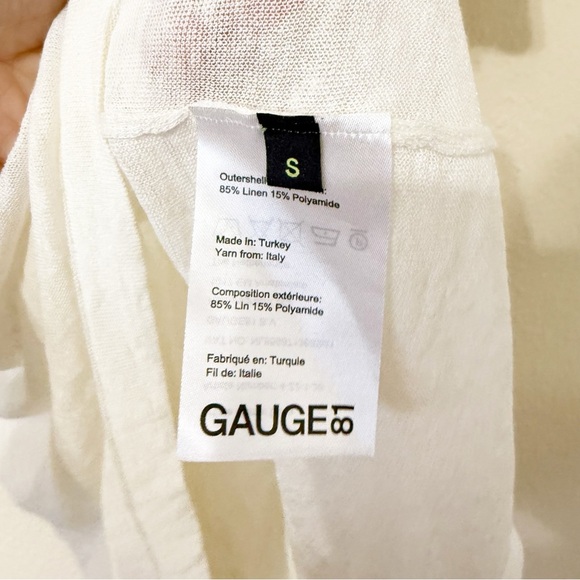 S
Outershell
85% Linen 15% Polyamide
Made in: Turkey
Yarn from: Italy
Composition extérieure:
85% Lin 15% Polyamide
Fabriqué en: Turquie
Fil de: Italie
GAUGE81